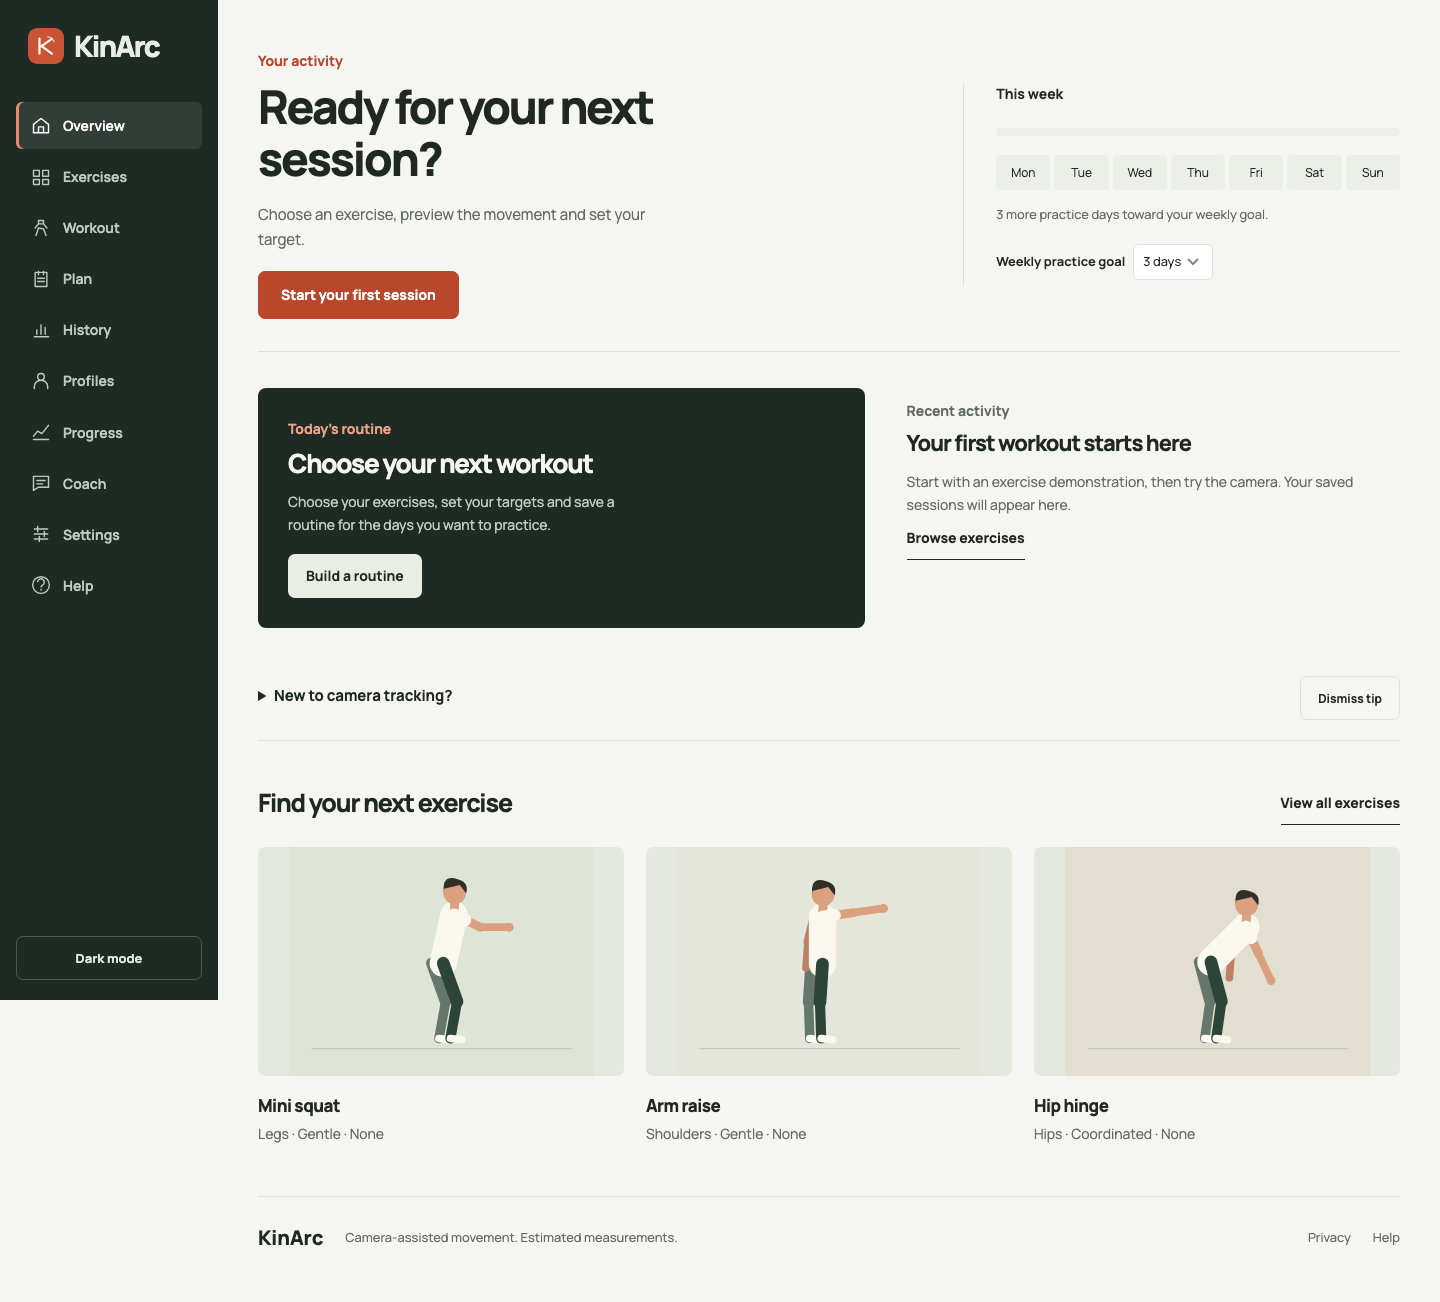 KinArc
Overview
Exercises
Workout
Plan
History
Profiles
Progress
Coach
Settings
Help
Dark mode
Your activity
Ready for your next
session?
Choose an exercise, preview the movement and set your
target.
Start your first session
This week
Mon Tue Wed Thu Fri Sat Sun
3 more practice days toward your weekly goal.
Weekly practice goal 3 days
Today's routine
Choose your next workout
Choose your exercises, set your targets and save a
routine for the days you want to practice.
Build a routine
Recent activity
Your first workout starts here
Start with an exercise demonstration, then try the camera. Your saved
sessions will appear here.
Browse exercises
New to camera tracking?
Dismiss tip
Find your next exercise
View all exercises
Mini squat
Legs · Gentle · None
Arm raise
Shoulders · Gentle · None
Hip hinge
Hips · Coordinated · None
KinArc Camera-assisted movement. Estimated measurements.
Privacy Help